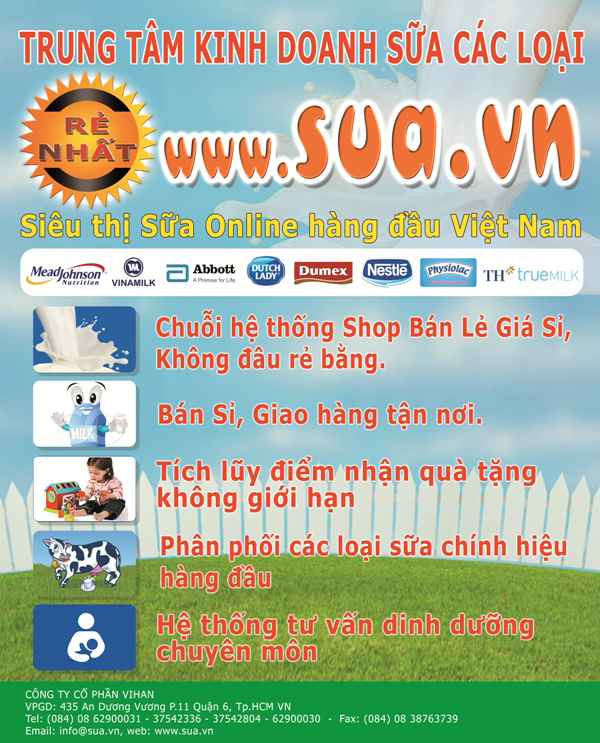 TRUNG TÂM KINH DOANH SỮA CÁC LOẠI
RẺ
NHẤT
www.sua.vn
Siêu thị Sữa Online hàng đầu Việt Nam
MeadJohnson
Nutrition
VINAMILK
Abbott
A Promise for Life
DUTCH
LADY
Dumex
Nestlé
Physiolac
TH true MILK
Chuỗi hệ thống Shop Bán Lẻ Giá Sỉ,
Không đâu rẻ bằng.
MILK
Bán Sỉ, Giao hàng tận nơi.
Tích lũy điểm nhận quà tặng
không giới hạn
Phân phối các loại sữa chính hiệu
hàng đầu
Hệ thống tư vấn dinh dưỡng
chuyên môn
CÔNG TY CỔ PHẦN VIHAN
VPGD: 435 An Dương Vương P.11 Quận 6, Tp.HCM VN
Tel: (084) 08 62900031 - 37542336 - 37542804 - 62900030 - Fax: (084) 08 38763739
Email: info@sua.vn, web: www.sua.vn